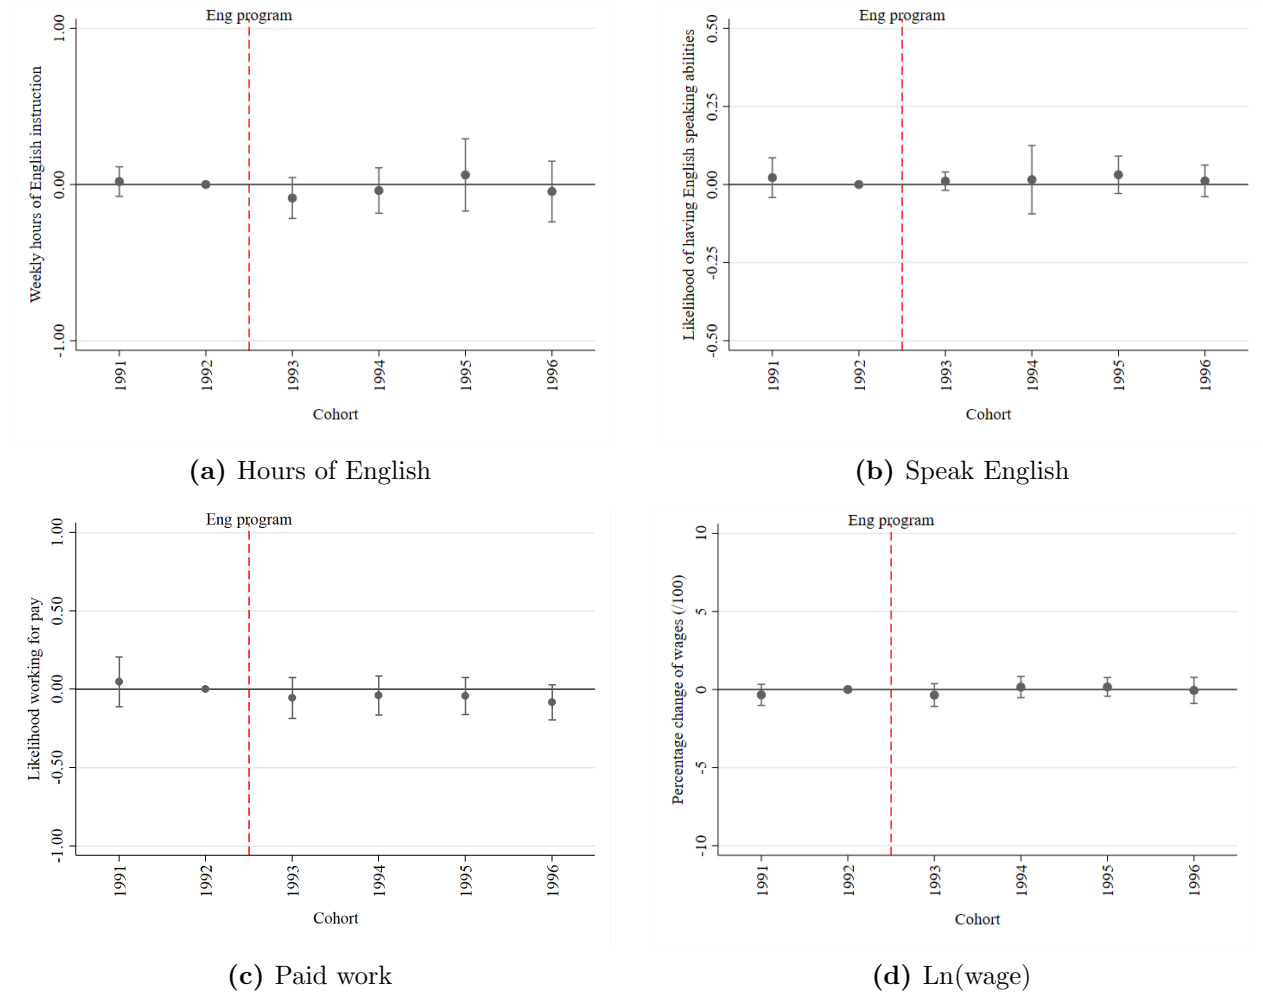 Eng program
Weekly hours of English instruction
1.00
0.00
-1.00
1991
1992
1993
1994
1995
1996
Cohort
(a) Hours of English
Eng program
Likelihood of having English speaking abilities
0.50
0.25
0.00
-0.25
-0.50
1991
1992
1993
1994
1995
1996
Cohort
(b) Speak English
Eng program
Likelihood working for pay
1.00
0.50
0.00
-0.50
-1.00
1991
1992
1993
1994
1995
1996
Cohort
(c) Paid work
Eng program
Percentage change of wages (/100)
10
5
0
-5
-10
1991
1992
1993
1994
1995
1996
Cohort
(d) Ln(wage)